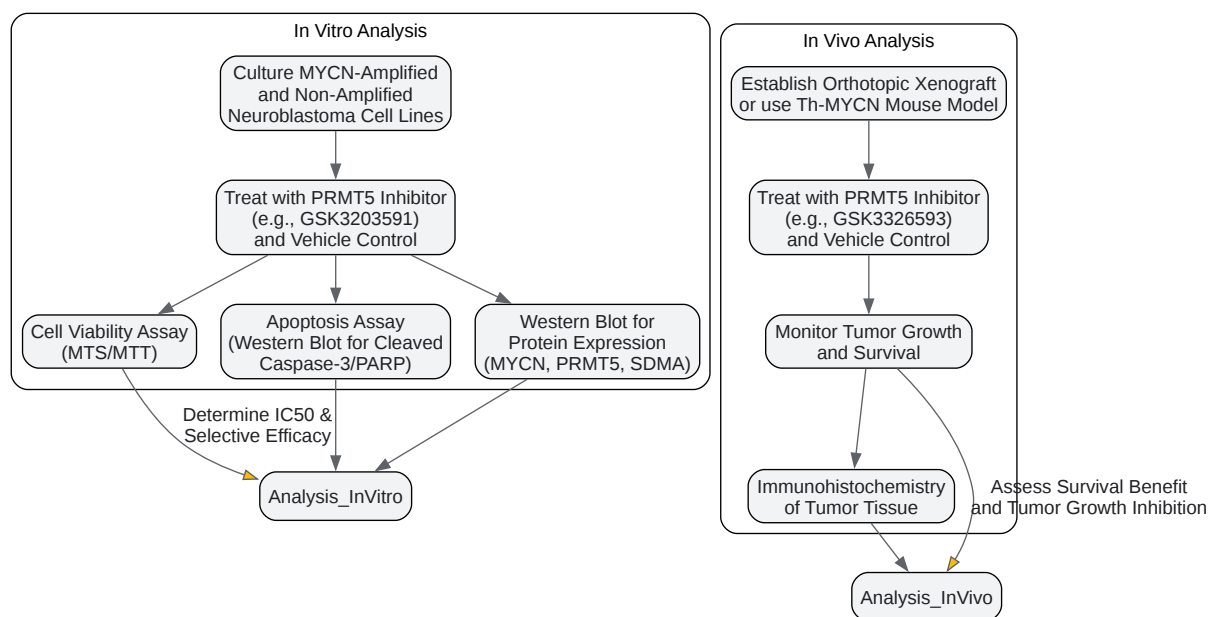 In Vitro Analysis
Culture MYCN-Amplified
and Non-Amplified
Neuroblastoma Cell Lines
Treat with PRMT5 Inhibitor
(e.g., GSK3203591)
and Vehicle Control
Cell Viability Assay
(MTS/MTT)
Apoptosis Assay
(Western Blot for Cleaved
Caspase-3/PARP)
Western Blot for
Protein Expression
(MYCN, PRMT5, SDMA)
Determine IC50 &
Selective Efficacy
Analysis_InVitro
In Vivo Analysis
Establish Orthotopic Xenograft
or use Th-MYCN Mouse Model
Treat with PRMT5 Inhibitor
(e.g., GSK3326593)
and Vehicle Control
Monitor Tumor Growth
and Survival
Immunohistochemistry
of Tumor Tissue
Assess Survival Benefit
and Tumor Growth Inhibition
Analysis_InVivo